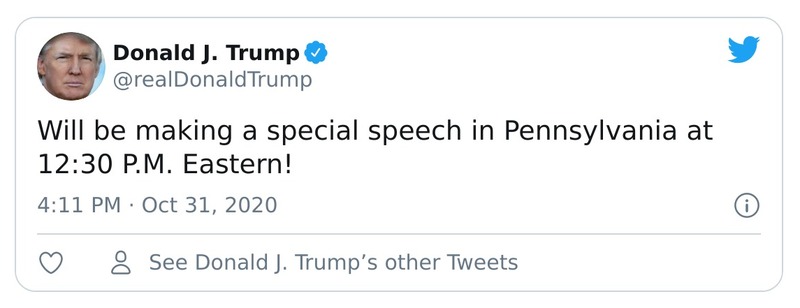 Donald J. Trump
@realDonaldTrump
Will be making a special speech in Pennsylvania at
12:30 P.M. Eastern!
4:11 PM · Oct 31, 2020
See Donald J. Trump’s other Tweets